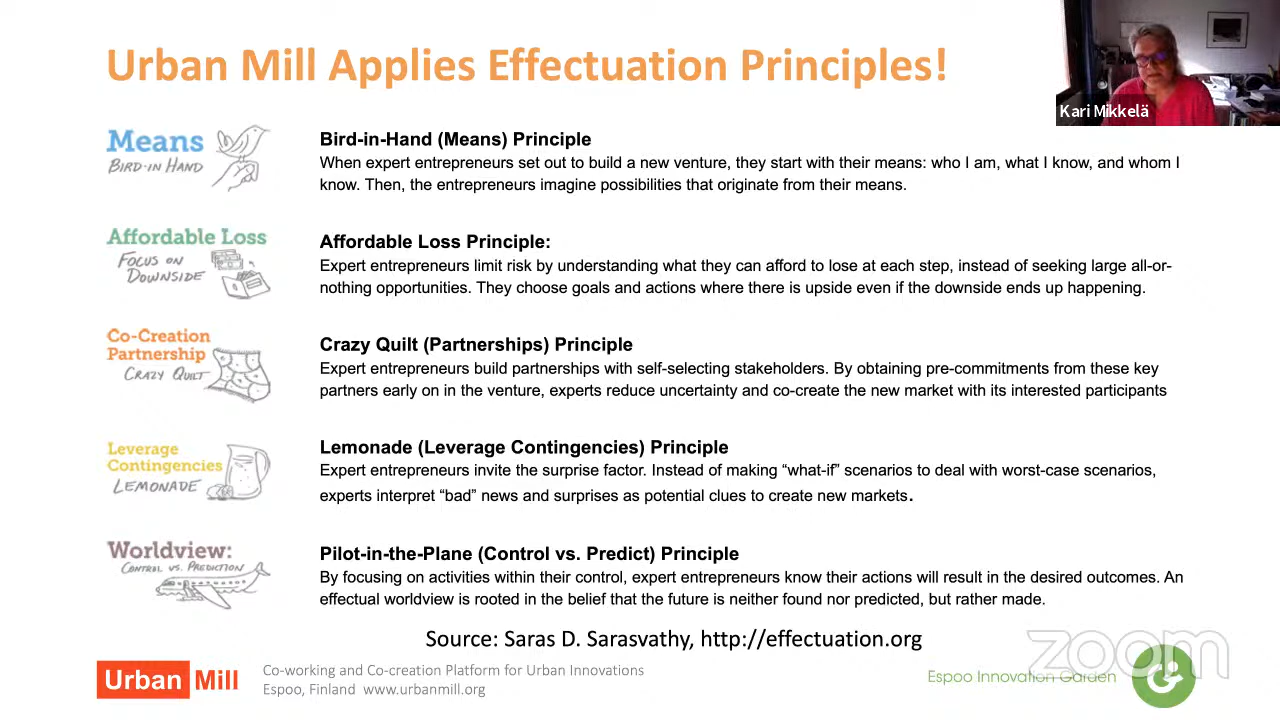 Urban Mill Applies Effectuation Principles!
Kari Mikkelä
Means
BIRD-IN HAND
Bird-in-Hand (Means) Principle
When expert entrepreneurs set out to build a new venture, they start with their means: who I am, what I know, and whom I
know. Then, the entrepreneurs imagine possibilities that originate from their means.
Affordable Loss
FOCUS ON
DOWNSIDE
Affordable Loss Principle:
Expert entrepreneurs limit risk by understanding what they can afford to lose at each step, instead of seeking large all-or-
nothing opportunities. They choose goals and actions where there is upside even if the downside ends up happening.
Co-Creation
Partnership
CRAZY QUILT
Crazy Quilt (Partnerships) Principle
Expert entrepreneurs build partnerships with self-selecting stakeholders. By obtaining pre-commitments from these key
partners early on in the venture, experts reduce uncertainty and co-create the new market with its interested participants
Leverage
Contingencies
LEMONADE
Lemonade (Leverage Contingencies) Principle
Expert entrepreneurs invite the surprise factor. Instead of making “what-if” scenarios to deal with worst-case scenarios,
experts interpret “bad” news and surprises as potential clues to create new markets.
Worldview:
CONTROL VS. PREDICTION
Pilot-in-the-Plane (Control vs. Predict) Principle
By focusing on activities within their control, expert entrepreneurs know their actions will result in the desired outcomes. An
effectual worldview is rooted in the belief that the future is neither found nor predicted, but rather made.
Source: Saras D. Sarasvathy, http://effectuation.org
Urban Mill
Co-working and Co-creation Platform for Urban Innovations
Espoo, Finland www.urbanmill.org
Espoo Innovation Garden
zoom